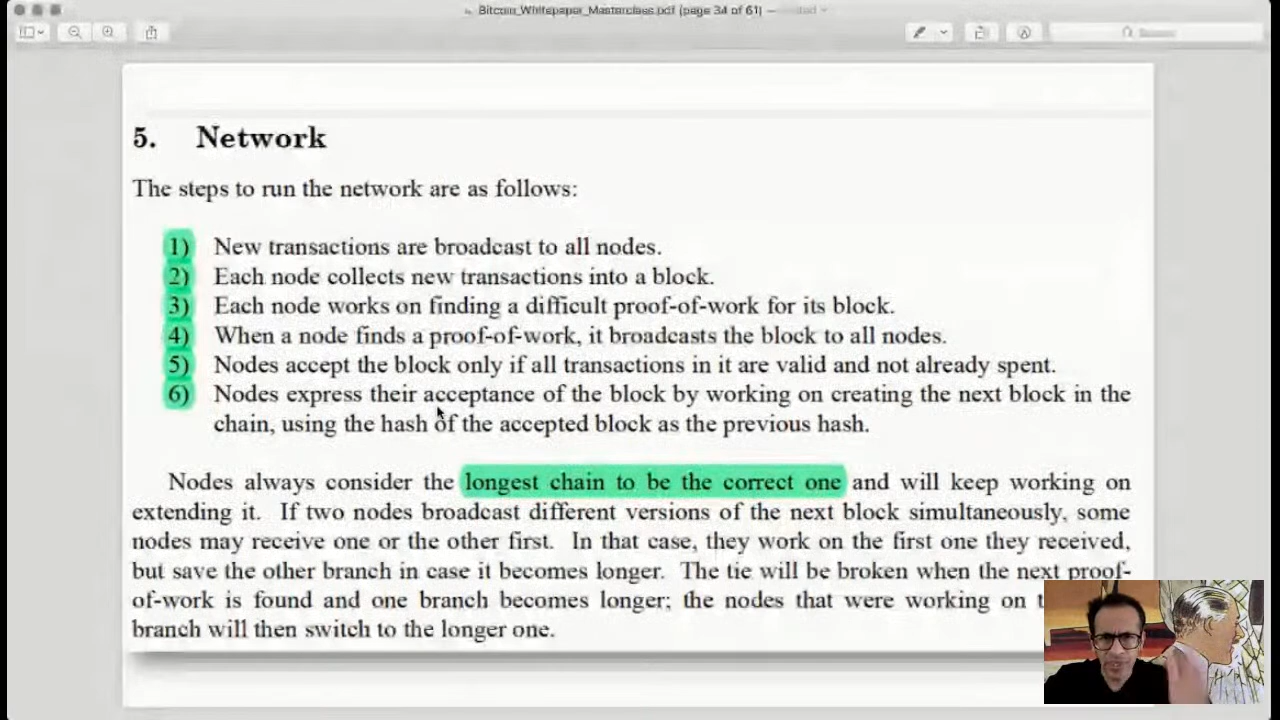 Bitcoin_Whitepaper_Masterclass.pdf (page 34 of 61) —
5. Network
The steps to run the network are as follows:
1) New transactions are broadcast to all nodes.
2) Each node collects new transactions into a block.
3) Each node works on finding a difficult proof-of-work for its block.
4) When a node finds a proof-of-work, it broadcasts the block to all nodes.
5) Nodes accept the block only if all transactions in it are valid and not already spent.
6) Nodes express their acceptance of the block by working on creating the next block in the
chain, using the hash of the accepted block as the previous hash.
Nodes always consider the longest chain to be the correct one and will keep working on
extending it. If two nodes broadcast different versions of the next block simultaneously, some
nodes may receive one or the other first. In that case, they work on the first one they received,
but save the other branch in case it becomes longer. The tie will be broken when the next proof-
of-work is found and one branch becomes longer; the nodes that were working on
branch will then switch to the longer one.